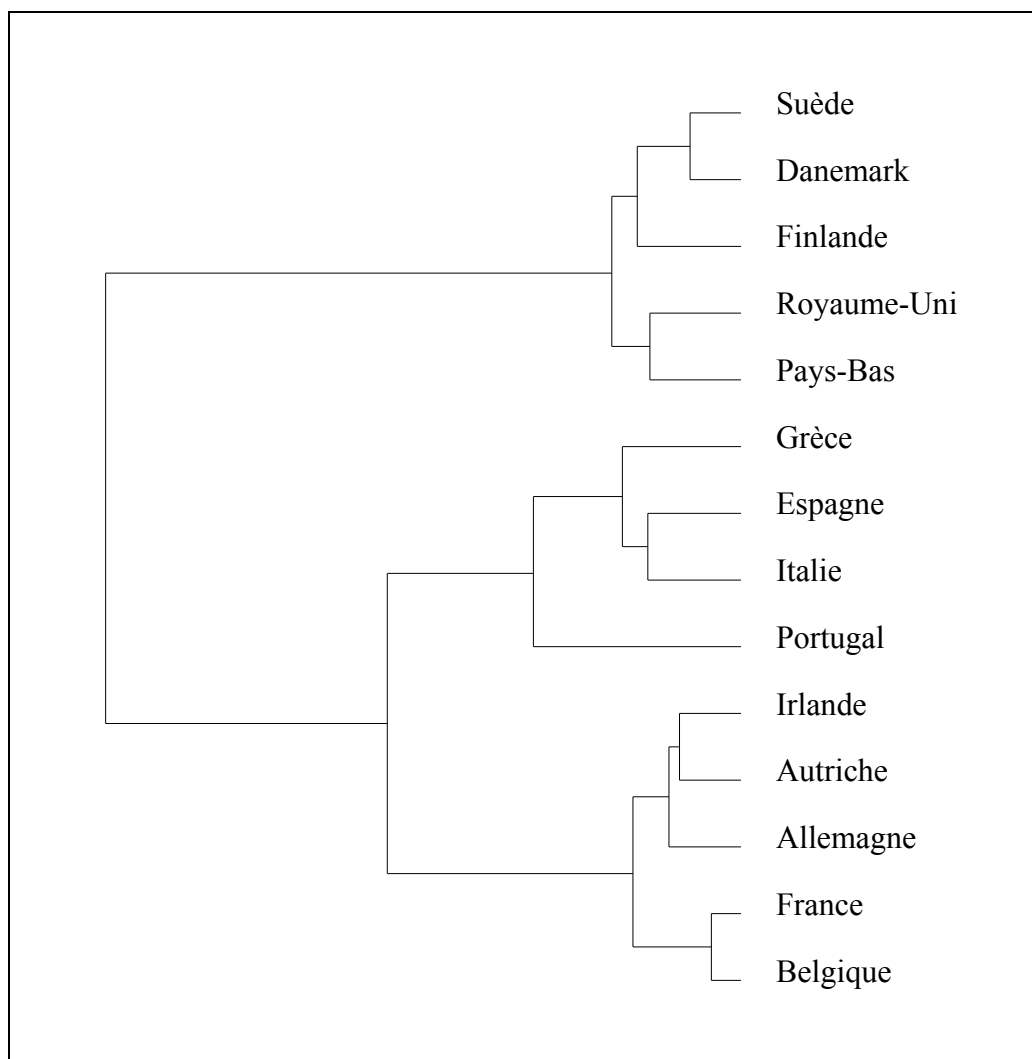 Suède
Danemark
Finlande
Royaume-Uni
Pays-Bas
Grèce
Espagne
Italie
Portugal
Irlande
Autriche
Allemagne
France
Belgique